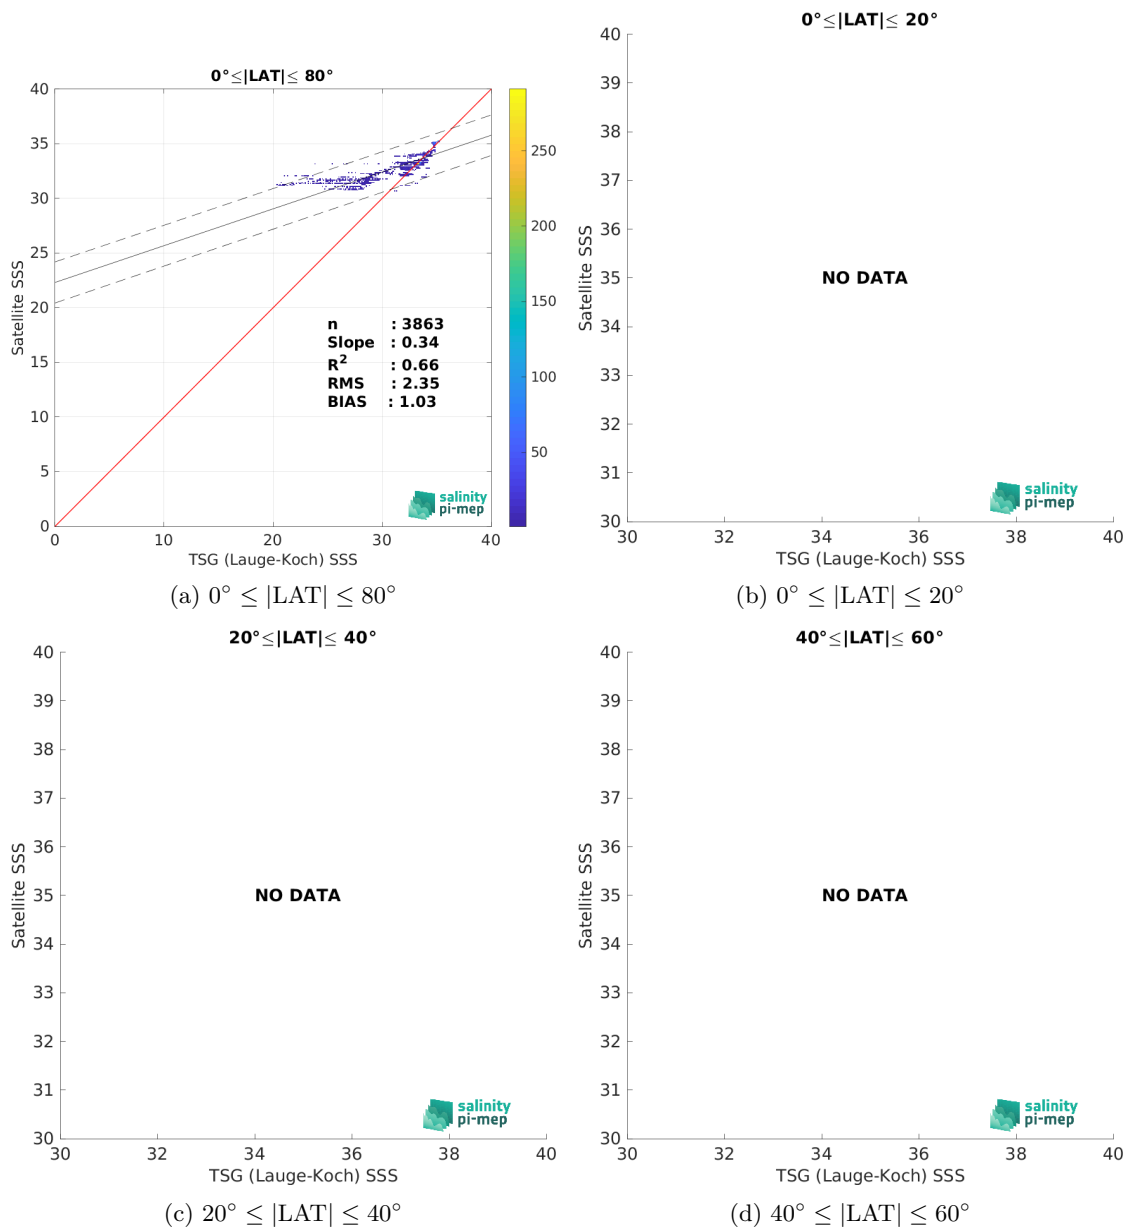 0°≤|LAT|≤ 80°
40
35
30
25
20
15
10
5
0
Satellite SSS
0
10
20
30
40
TSG (Lauge-Koch) SSS
n : 3863
Slope : 0.34
R² : 0.66
RMS : 2.35
BIAS : 1.03
salinity
pi-mep
250
200
150
100
50
(a) 0° ≤ |LAT| ≤ 80°
0°≤|LAT|≤ 20°
40
39
38
37
36
35
34
33
32
31
30
Satellite SSS
NO DATA
salinity
pi-mep
30
32
34
36
38
40
TSG (Lauge-Koch) SSS
(b) 0° ≤ |LAT| ≤ 20°
20°≤|LAT|≤ 40°
40
39
38
37
36
35
34
33
32
31
30
Satellite SSS
NO DATA
salinity
pi-mep
30
32
34
36
38
40
TSG (Lauge-Koch) SSS
(c) 20° ≤ |LAT| ≤ 40°
40°≤|LAT|≤ 60°
40
39
38
37
36
35
34
33
32
31
30
Satellite SSS
NO DATA
salinity
pi-mep
30
32
34
36
38
40
TSG (Lauge-Koch) SSS
(d) 40° ≤ |LAT| ≤ 60°